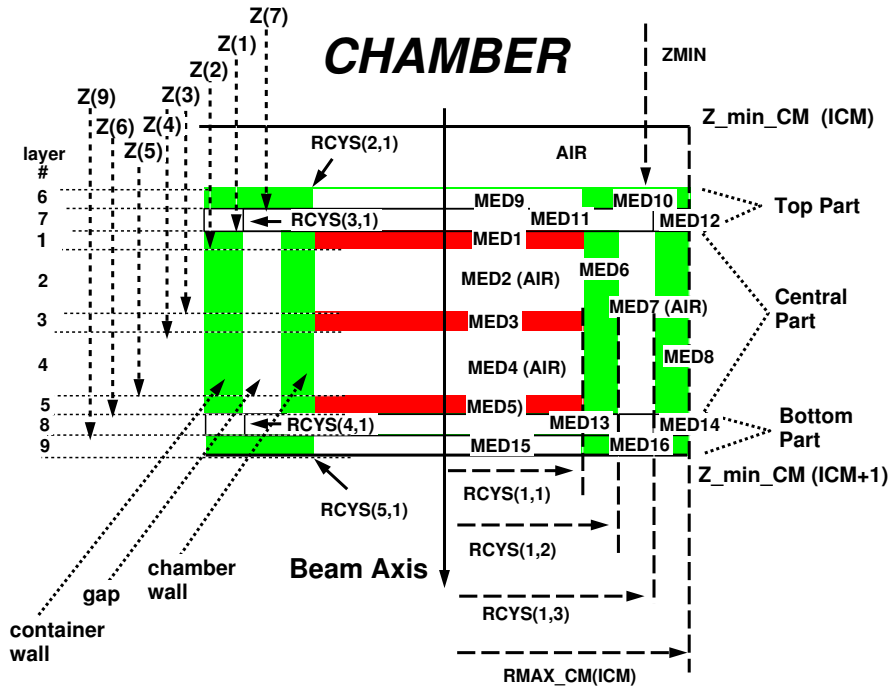 Z(7)
CHAMBER
Z(1)
ZMIN
Z(2)
Z(3)
Z(9)
Z(4)
Z(6)
Z(5)
Z_min_CM (ICM)
RCYS(2,1)
AIR
layer
#
6
MED9
MED10
Top Part
7
RCYS(3,1)
MED11
MED12
1
MED1
MED6
2
MED2 (AIR)
Central
Part
MED7 (AIR)
3
MED3
MED8
4
MED4 (AIR)
5
MED5)
Bottom
Part
8
RCYS(4,1)
MED13
MED14
9
MED15
MED16
Z_min_CM (ICM+1)
RCYS(1,1)
RCYS(5,1)
RCYS(1,2)
Beam Axis
chamber
wall
gap
RCYS(1,3)
container
wall
RMAX_CM(ICM)